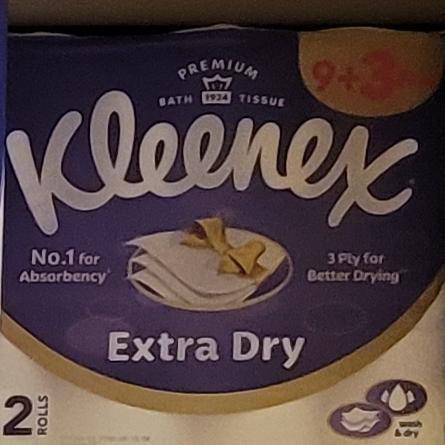 PREMIUM
1924
BATH TISSUE
9+3
Kleenex
No.1 for
Absorbency
3 Ply for
Better Drying
Extra Dry
2
ROLLS
wash
& dry